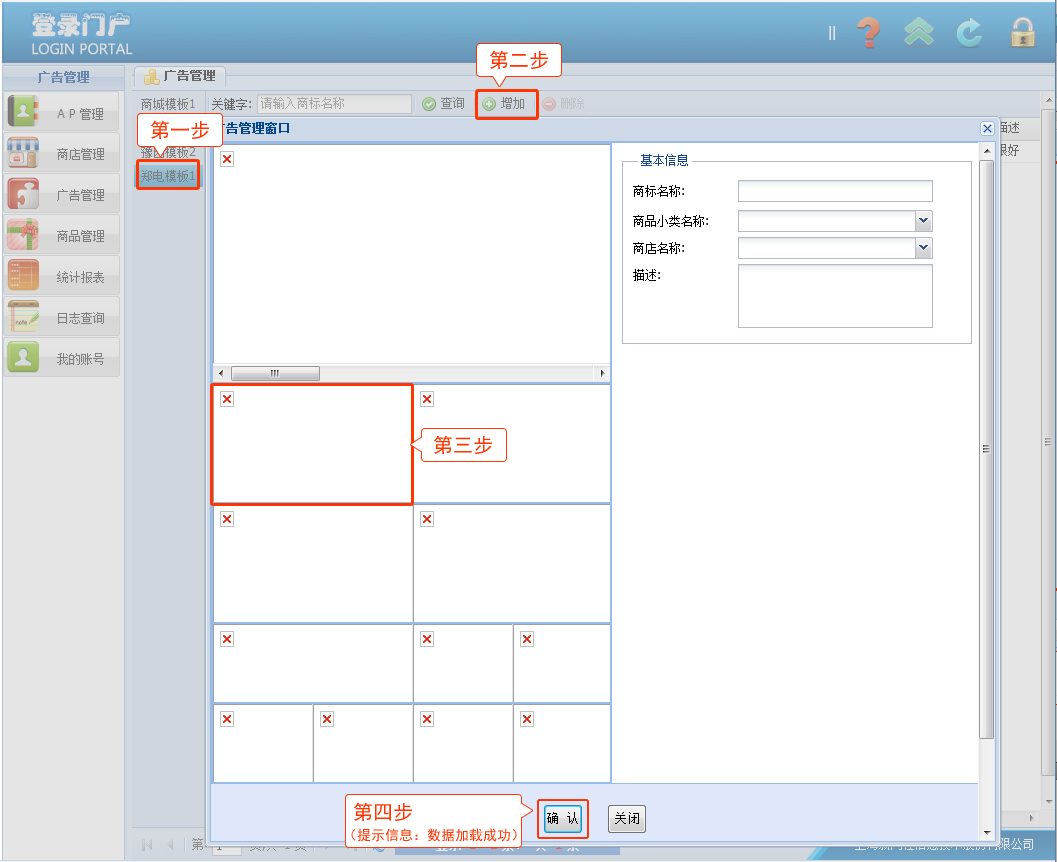 登录门户
LOGIN PORTAL
广告管理
广告管理
第二步
AP管理
商店管理
广告管理
商品管理
统计报表
日志查询
我的账号
商城模板1
关键字:
请输入商标名称
查询
增加
删除
第一步
告管理窗口
描述
模板2
很好
郑电模板1
基本信息
商标名称:
商品小类名称:
商店名称:
描述:
第三步
第四步
(提示信息: 数据加载成功)
确 认
关闭
第
1